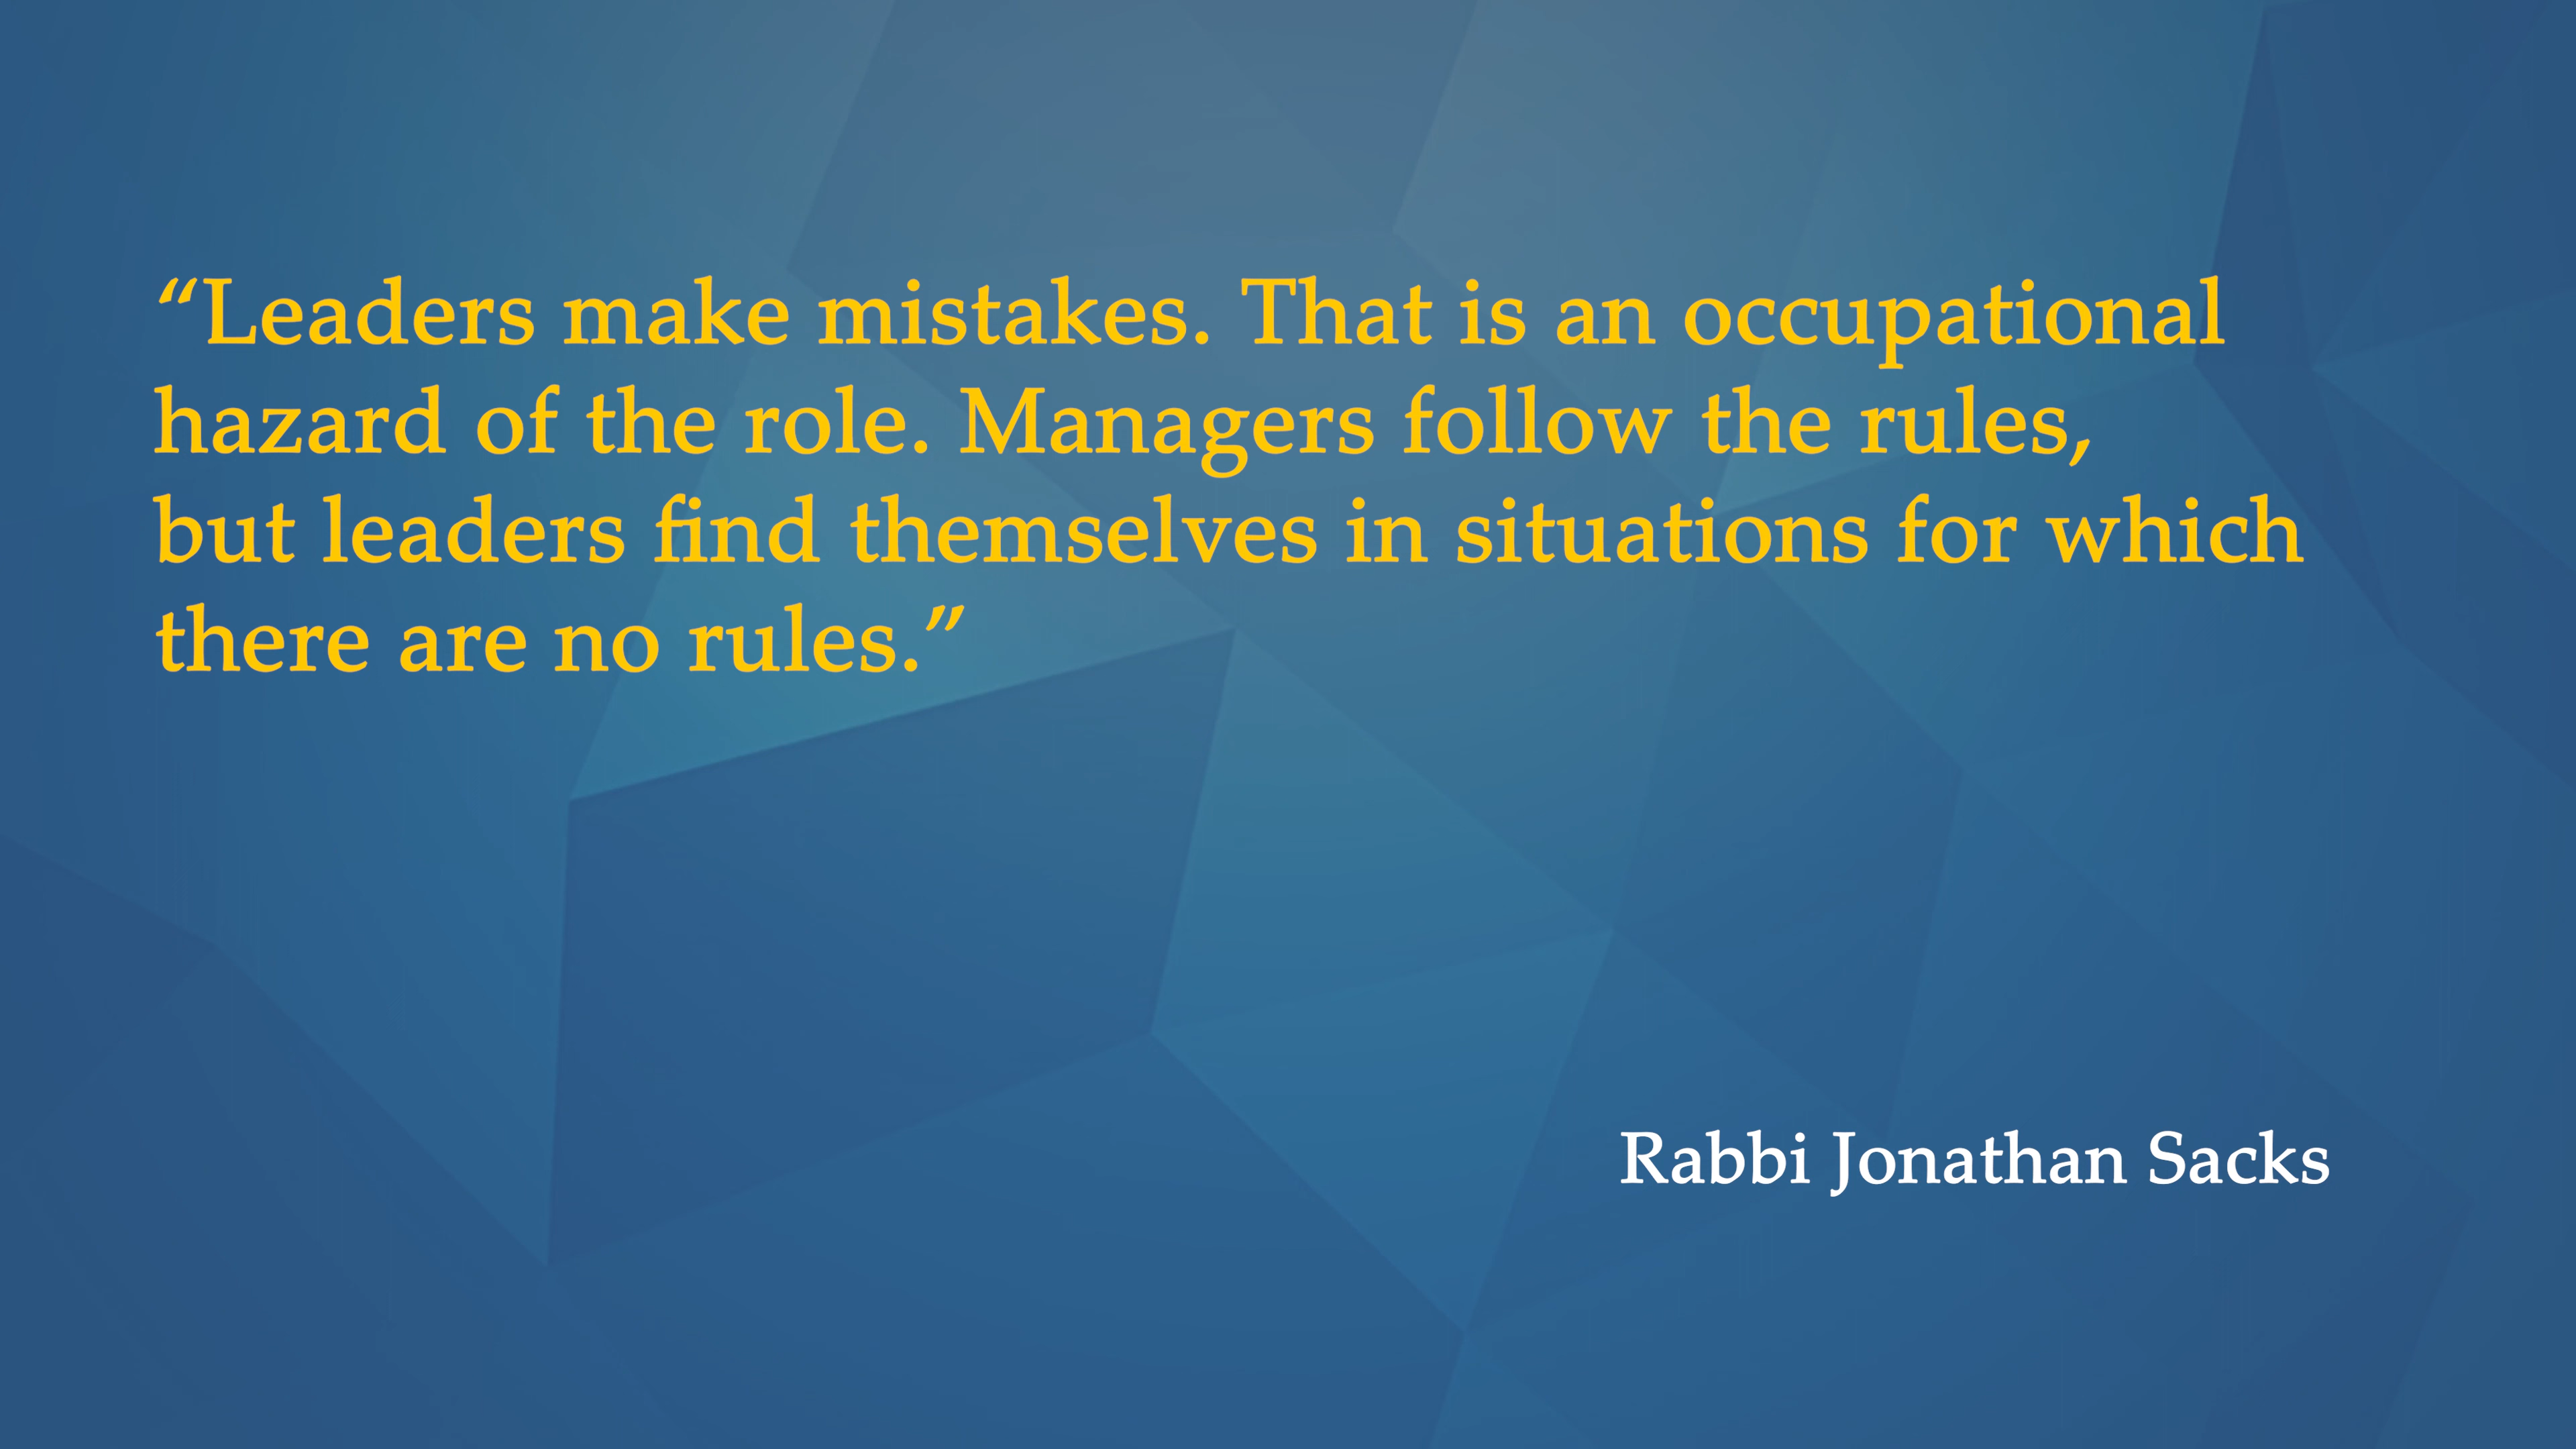 “Leaders make mistakes. That is an occupational
hazard of the role. Managers follow the rules,
but leaders find themselves in situations for which
there are no rules.”
Rabbi Jonathan Sacks